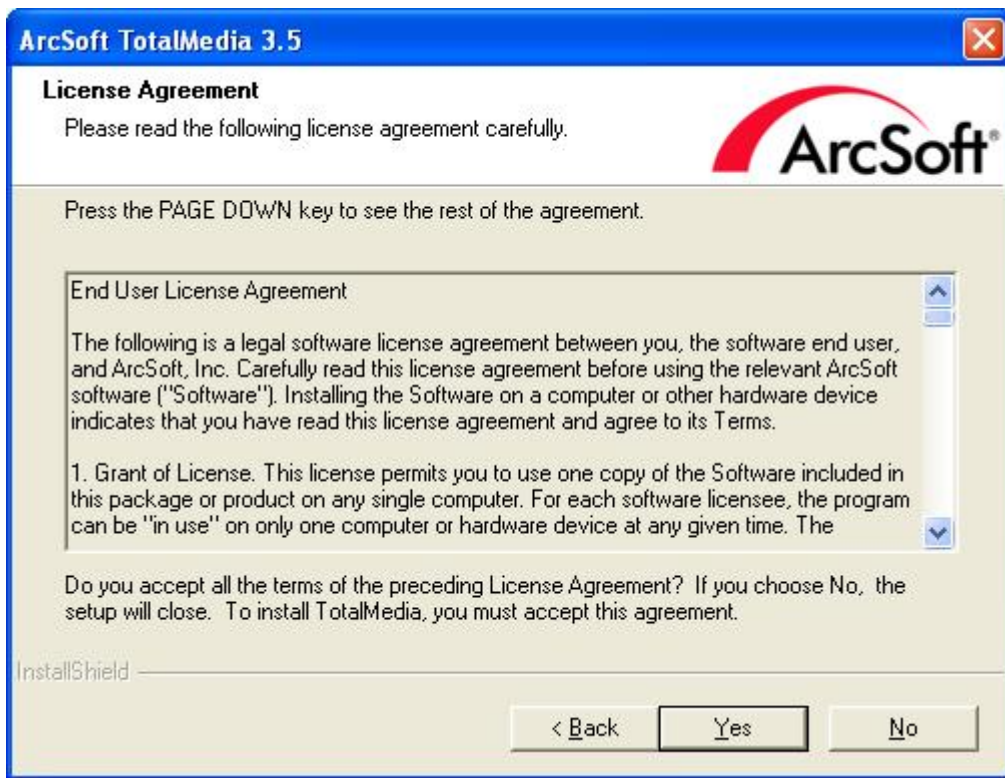 ArcSoft TotalMedia 3.5
License Agreement
Please read the following license agreement carefully.
ArcSoft®
Press the PAGE DOWN key to see the rest of the agreement.
End User License Agreement
The following is a legal software license agreement between you, the software end user,
and ArcSoft, Inc. Carefully read this license agreement before using the relevant ArcSoft
software ("Software"). Installing the Software on a computer or other hardware device
indicates that you have read this license agreement and agree to its Terms.
1. Grant of License. This license permits you to use one copy of the Software included in
this package or product on any single computer. For each software licensee, the program
can be "in use" on only one computer or hardware device at any given time. The
Do you accept all the terms of the preceding License Agreement? If you choose No, the
setup will close. To install TotalMedia, you must accept this agreement.
InstallShield
< Back
Yes
No